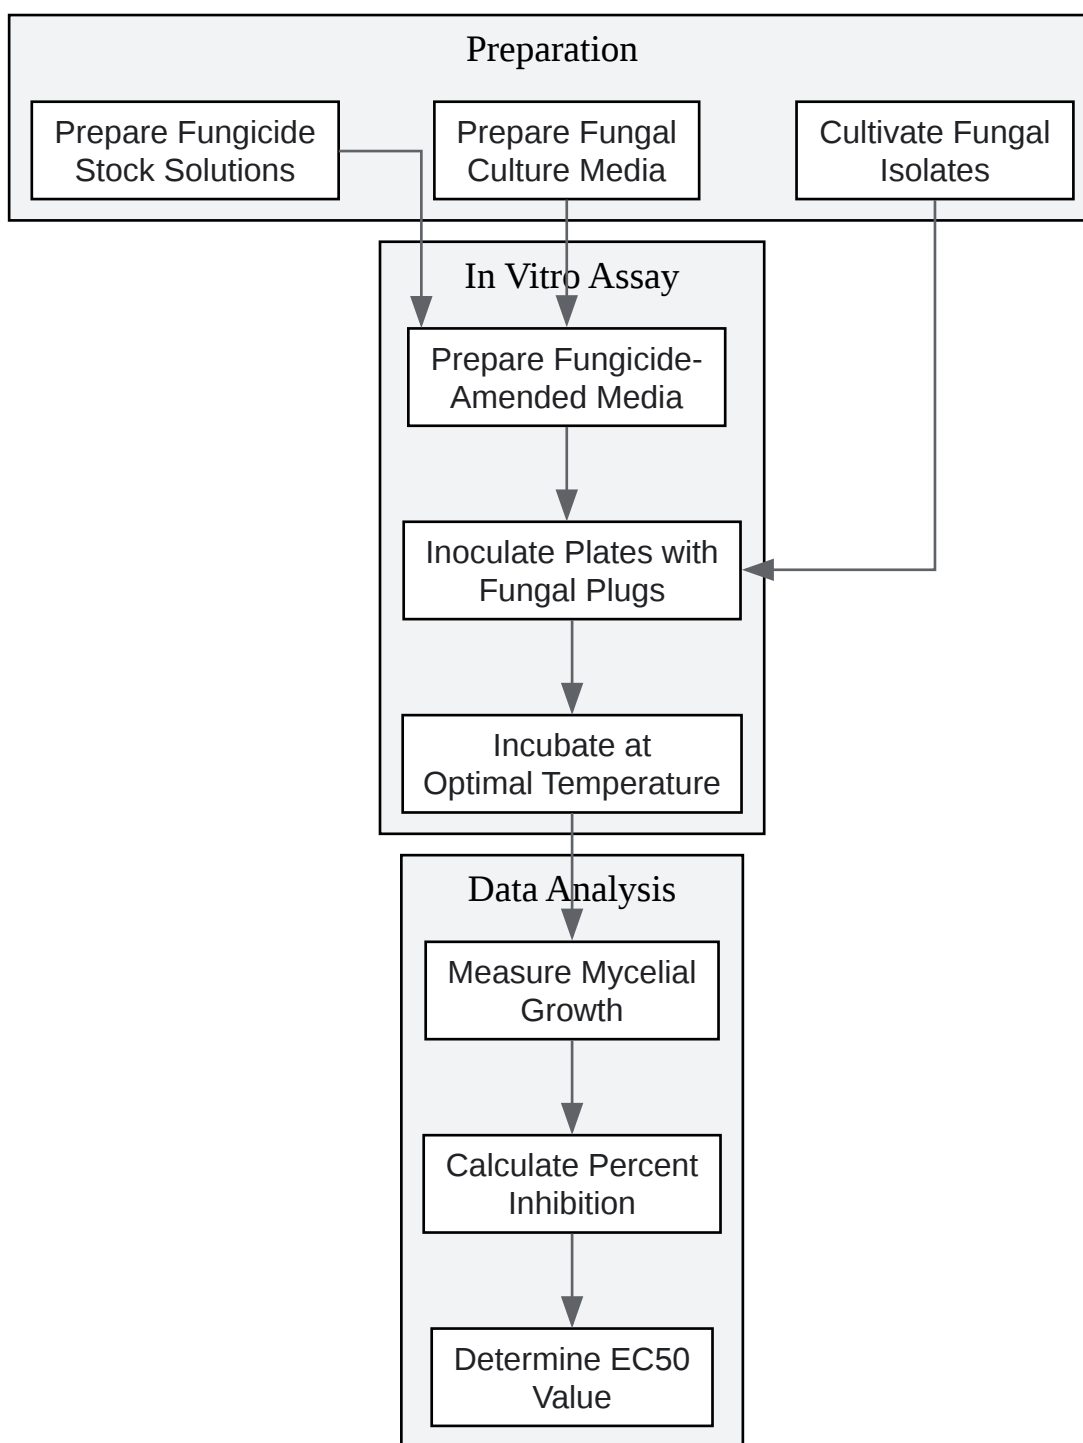 Preparation
Prepare Fungicide
Stock Solutions
Prepare Fungal
Culture Media
Cultivate Fungal
Isolates
In Vitro Assay
Prepare Fungicide-
Amended Media
Inoculate Plates with
Fungal Plugs
Incubate at
Optimal Temperature
Data Analysis
Measure Mycelial
Growth
Calculate Percent
Inhibition
Determine EC50
Value